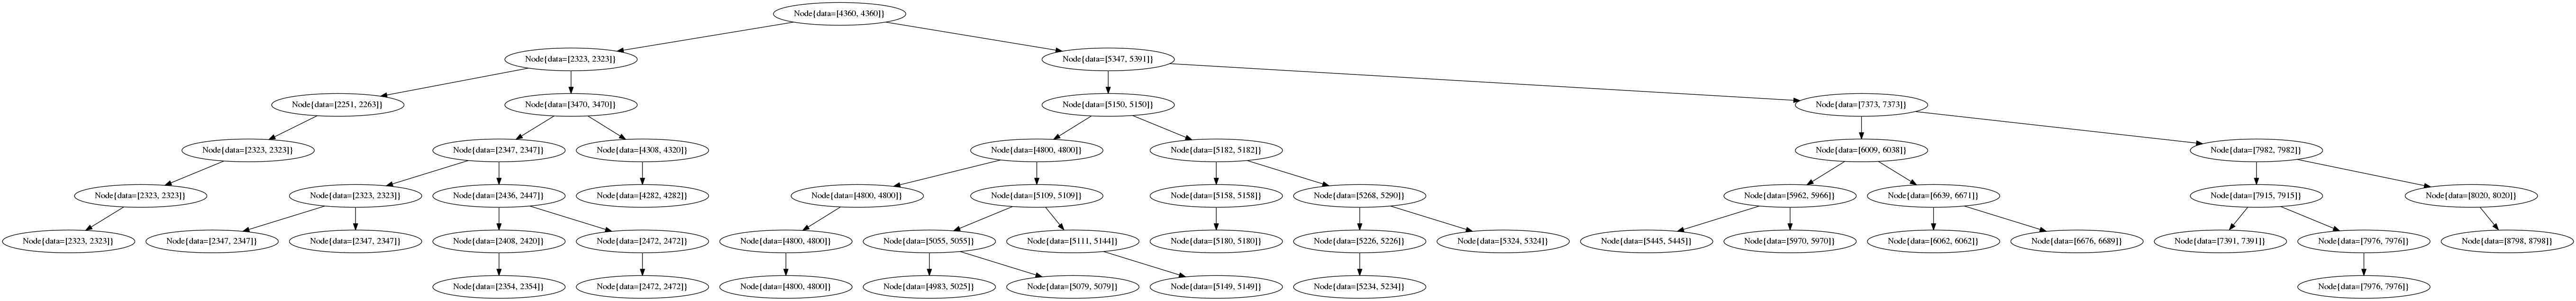 Node{data=[4360, 4360]}
Node{data=[2323, 2323]}
Node{data=[5347, 5391]}
Node{data=[2251, 2263]}
Node{data=[3470, 3470]}
Node{data=[5150, 5150]}
Node{data=[7373, 7373]}
Node{data=[2323, 2323]}
Node{data=[2347, 2347]}
Node{data=[4308, 4320]}
Node{data=[4800, 4800]}
Node{data=[5182, 5182]}
Node{data=[6009, 6038]}
Node{data=[7982, 7982]}
Node{data=[2323, 2323]}
Node{data=[2323, 2323]}
Node{data=[2436, 2447]}
Node{data=[4282, 4282]}
Node{data=[4800, 4800]}
Node{data=[5109, 5109]}
Node{data=[5158, 5158]}
Node{data=[5268, 5290]}
Node{data=[5962, 5966]}
Node{data=[6639, 6671]}
Node{data=[7915, 7915]}
Node{data=[8020, 8020]}
Node{data=[2323, 2323]}
Node{data=[2347, 2347]}
Node{data=[2347, 2347]}
Node{data=[2408, 2420]}
Node{data=[2472, 2472]}
Node{data=[4800, 4800]}
Node{data=[5055, 5055]}
Node{data=[5111, 5144]}
Node{data=[5180, 5180]}
Node{data=[5226, 5226]}
Node{data=[5324, 5324]}
Node{data=[5445, 5445]}
Node{data=[5970, 5970]}
Node{data=[6062, 6062]}
Node{data=[6676, 6689]}
Node{data=[7391, 7391]}
Node{data=[7976, 7976]}
Node{data=[8798, 8798]}
Node{data=[2354, 2354]}
Node{data=[2472, 2472]}
Node{data=[4800, 4800]}
Node{data=[4983, 5025]}
Node{data=[5079, 5079]}
Node{data=[5149, 5149]}
Node{data=[5234, 5234]}
Node{data=[7976, 7976]}